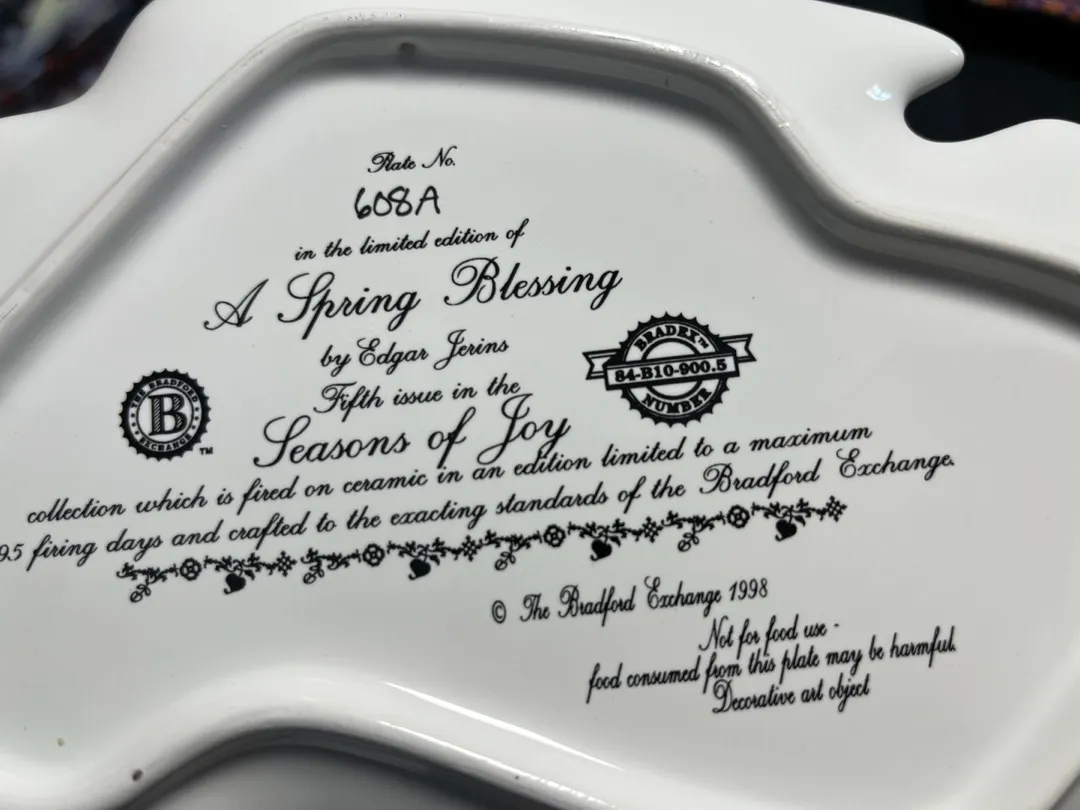 Plate No.
608A
in the limited edition of
A Spring Blessing
by Edgar Jerins
Fifth issue in the
Seasons of Joy
collection which is fired on ceramic in an edition limited to a maximum
95 firing days and crafted to the exacting standards of the Bradford Exchange.
THE BRADFORD
B
EXCHANGE
TM
BRADEX™
84-B10-900.5
NUMBER
© The Bradford Exchange 1998
Not for food use -
food consumed from this plate may be harmful.
Decorative art object